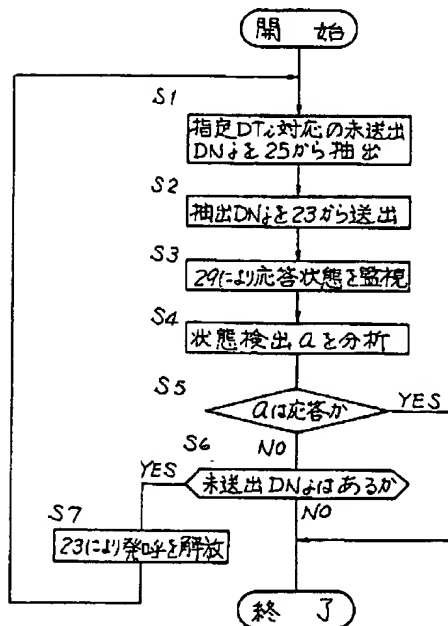 開 始
S1
指定DTi対応の未送出
DNjを25から抽出
S2
抽出DNjを23から送出
S3
29により応答状態を監視
S4
状態検出aを分析
S5
aは応答か
YES
NO
S6
YES
未送出DNjはあるか
NO
S7
23により発呼を解放
終 了